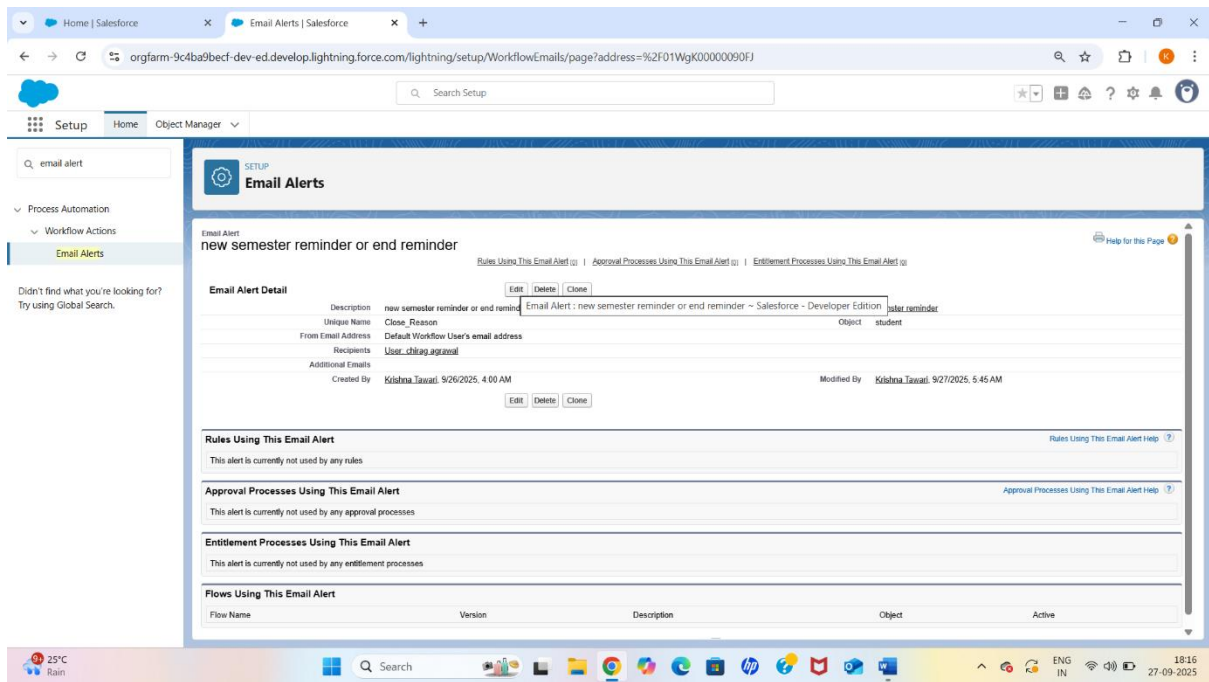 Home | Salesforce
Email Alerts | Salesforce
orgfarm-9c4ba9becf-dev-ed.develop.lightning.force.com/lightning/setup/WorkflowEmails/page?address=%2F01WgK00000090FJ
K
Search Setup
Setup Home Object Manager
email alert
Process Automation
Workflow Actions
Email Alerts
Didn't find what you're looking for?
Try using Global Search.
SETUP
Email Alerts
Email Alert
new semester reminder or end reminder
Help for this Page
Rules Using This Email Alert [0] | Approval Processes Using This Email Alert [0] | Entitlement Processes Using This Email Alert [0]
Email Alert Detail Edit Delete Clone
Email Alert : new semester reminder or end reminder ~ Salesforce - Developer Edition
Description new semester reminder or end remind ster reminder
Unique Name Close_Reason Object student
From Email Address Default Workflow User's email address
Recipients User: chirag agrawal
Additional Emails
Created By Krishna Tawari, 9/26/2025, 4:00 AM Modified By Krishna Tawari, 9/27/2025, 5:45 AM
Edit Delete Clone
Rules Using This Email Alert Rules Using This Email Alert Help ?
This alert is currently not used by any rules
Approval Processes Using This Email Alert Approval Processes Using This Email Alert Help ?
This alert is currently not used by any approval processes
Entitlement Processes Using This Email Alert
This alert is currently not used by any entitlement processes
Flows Using This Email Alert
Flow Name Version Description Object Active
9+ 25°C
Rain
Search
ENG
IN
18:16
27-09-2025